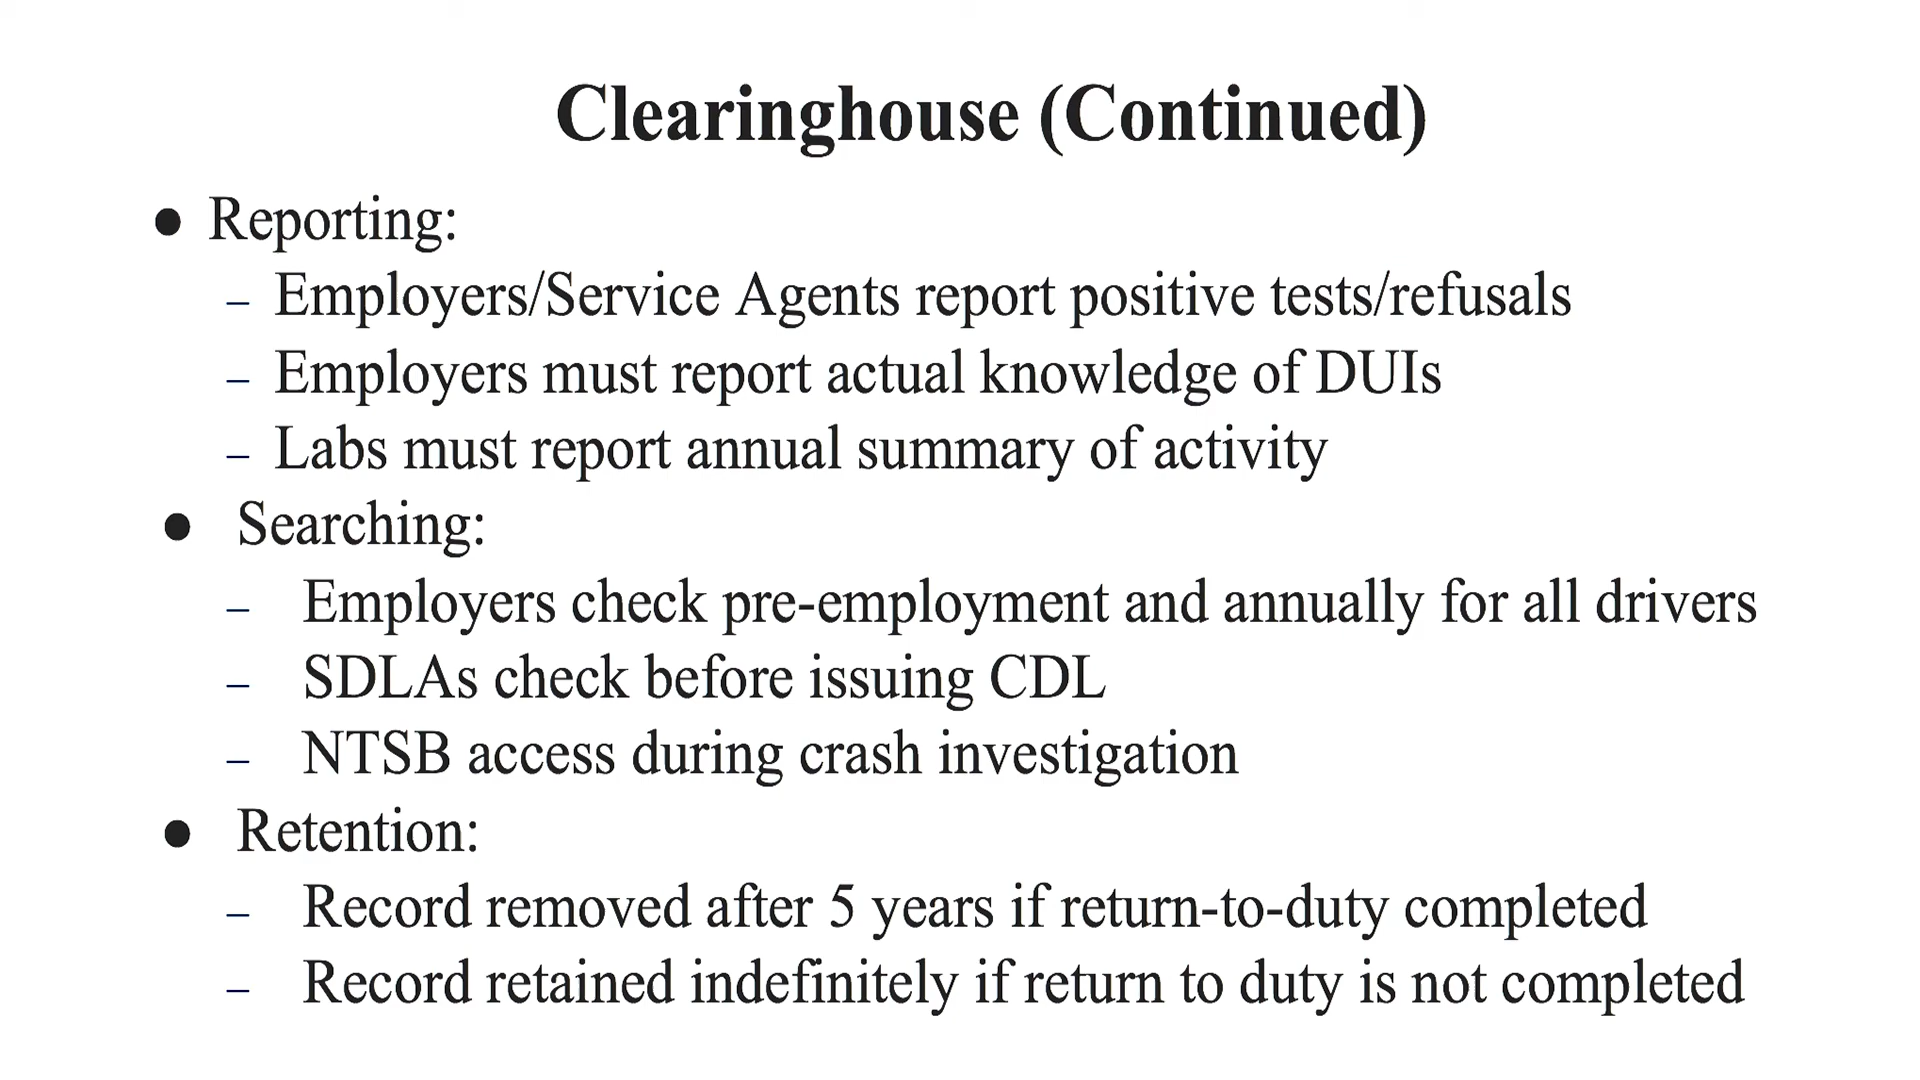 Clearinghouse (Continued)
● Reporting:
– Employers/Service Agents report positive tests/refusals
– Employers must report actual knowledge of DUIs
– Labs must report annual summary of activity
● Searching:
– Employers check pre-employment and annually for all drivers
– SDLAs check before issuing CDL
– NTSB access during crash investigation
● Retention:
– Record removed after 5 years if return-to-duty completed
– Record retained indefinitely if return to duty is not completed